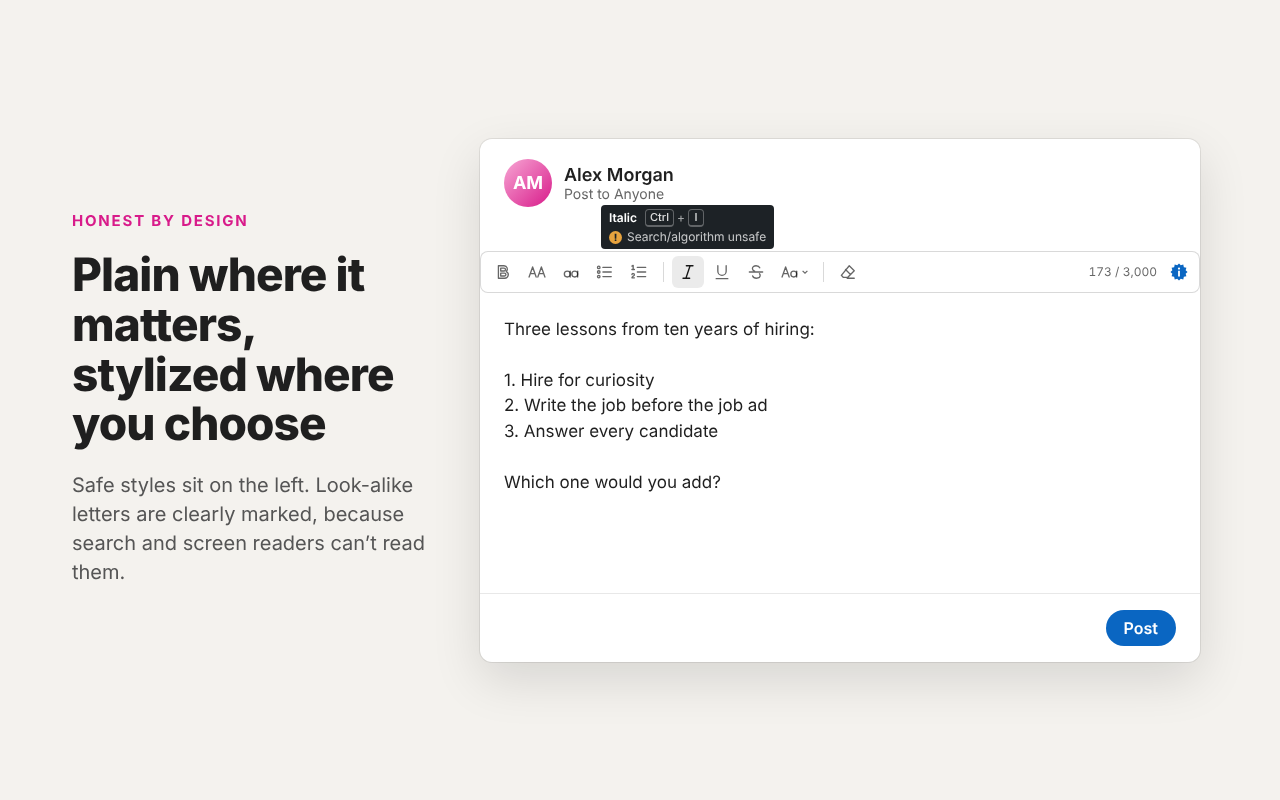 HONEST BY DESIGN
Plain where it
matters,
stylized where
you choose
Safe styles sit on the left. Look-alike
letters are clearly marked, because
search and screen readers can’t read
them.
AM
Alex Morgan
Post to Anyone
Italic Ctrl + I
! Search/algorithm unsafe
B AA aa I U S Aa 173 / 3,000
Three lessons from ten years of hiring:
1. Hire for curiosity
2. Write the job before the job ad
3. Answer every candidate
Which one would you add?
Post